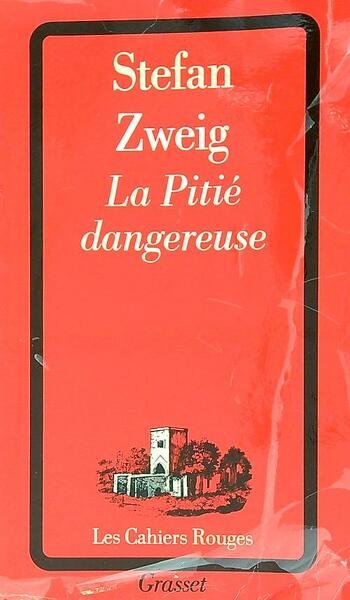 Stefan
Zweig
La Pitié
dangereuse
Les Cahiers Rouges
Grasset